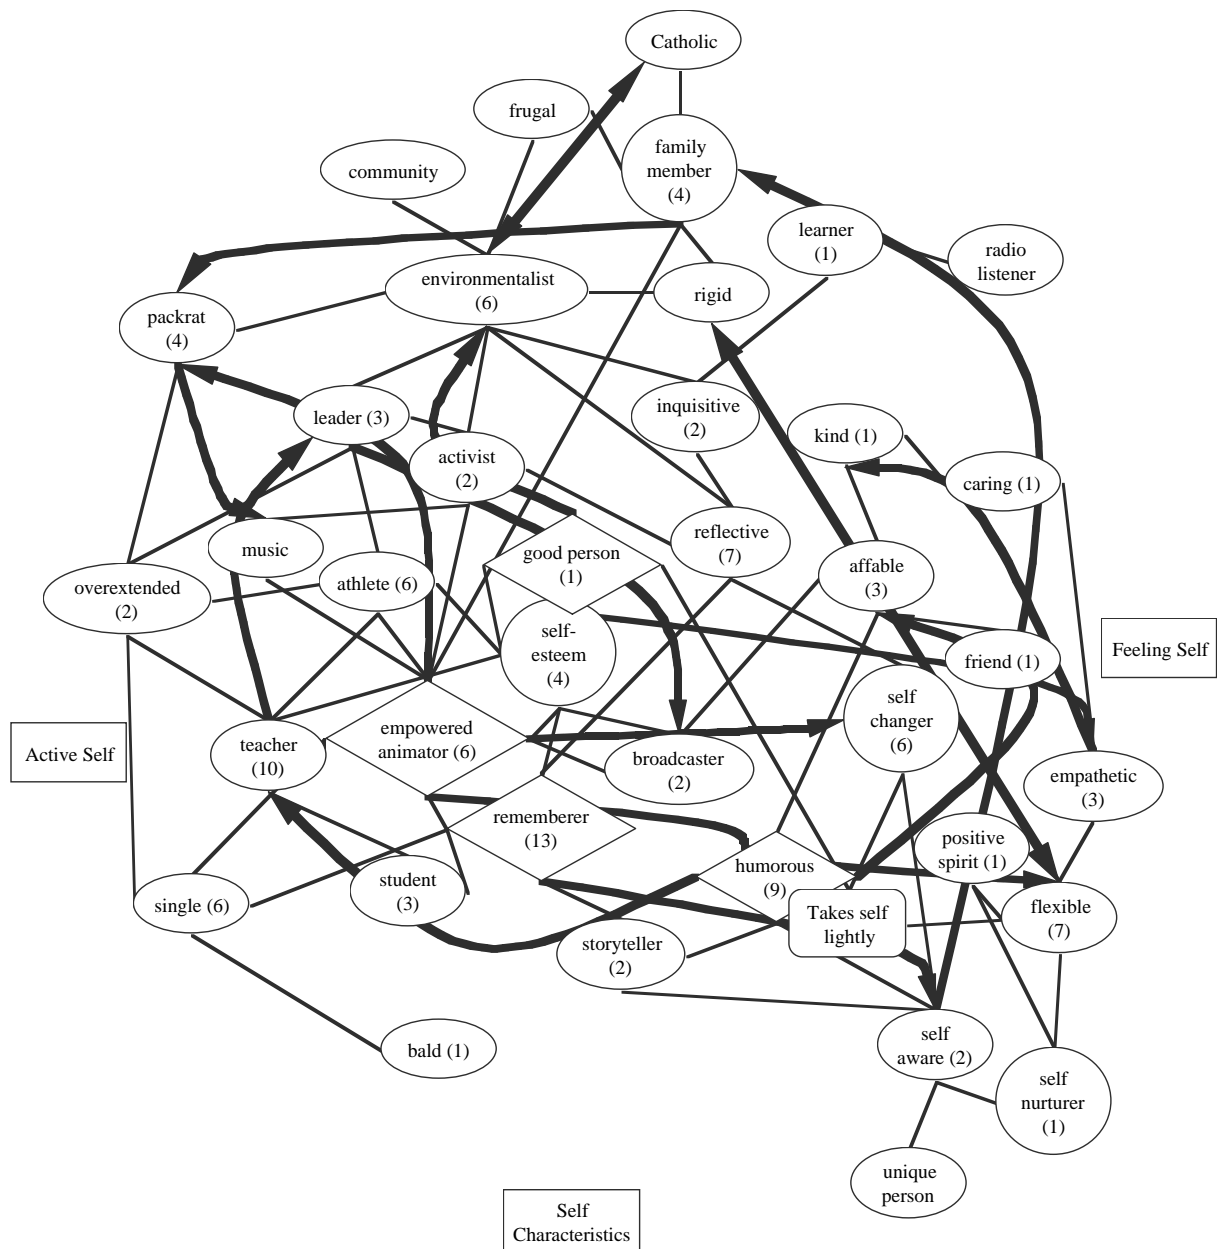 Catholic
frugal
family
member
(4)
community
learner
(1)
radio
listener
environmentalist
(6)
rigid
packrat
(4)
leader (3)
inquisitive
(2)
kind (1)
activist
(2)
caring (1)
music
good person
(1)
reflective
(7)
affable
(3)
overextended
(2)
athlete (6)
self-
esteem
(4)
friend (1)
Feeling Self
self
changer
(6)
Active Self
teacher
(10)
empowered
animator (6)
broadcaster
(2)
empathetic
(3)
rememberer
(13)
positive
spirit (1)
humorous
(9)
student
(3)
single (6)
Takes self
lightly
flexible
(7)
storyteller
(2)
bald (1)
self
aware (2)
self
nurturer
(1)
unique
person
Self
Characteristics